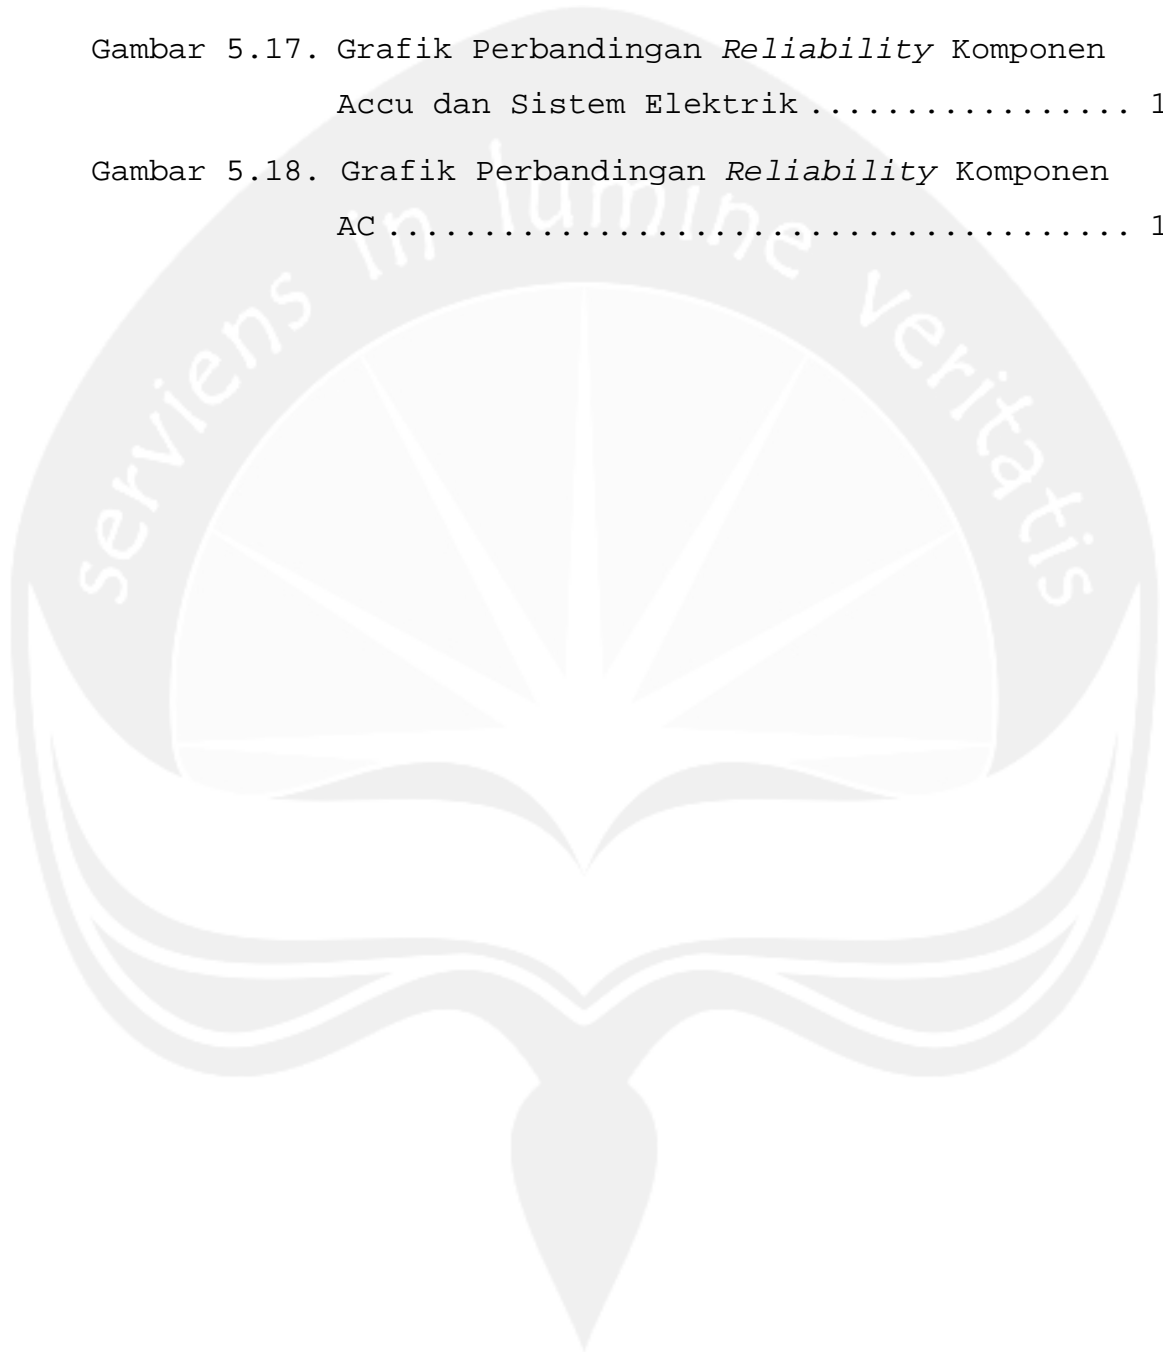 Gambar 5.17. Grafik Perbandingan Reliability Komponen
Accu dan Sistem Elektrik ................. 1
Gambar 5.18. Grafik Perbandingan Reliability Komponen
AC ....................................... 1
serviens in lumine veritatis